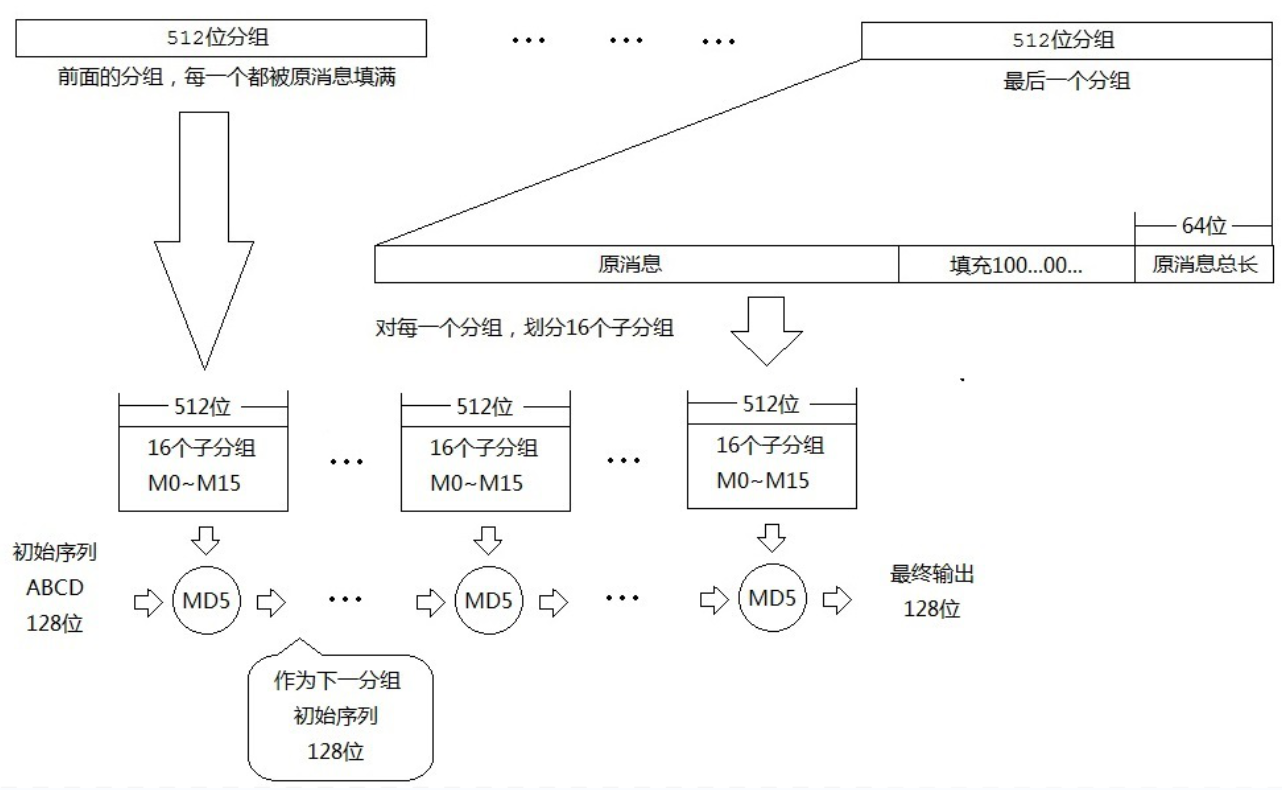 512位分组
… … …
512位分组
前面的分组，每一个都被原消息填满
最后一个分组
64位
原消息
填充100...00...
原消息总长
对每一个分组，划分16个子分组
512位
512位
512位
16个子分组
M0~M15
…
16个子分组
M0~M15
…
16个子分组
M0~M15
初始序列
ABCD
128位
MD5
…
MD5
…
MD5
最终输出
128位
作为下一分组
初始序列
128位